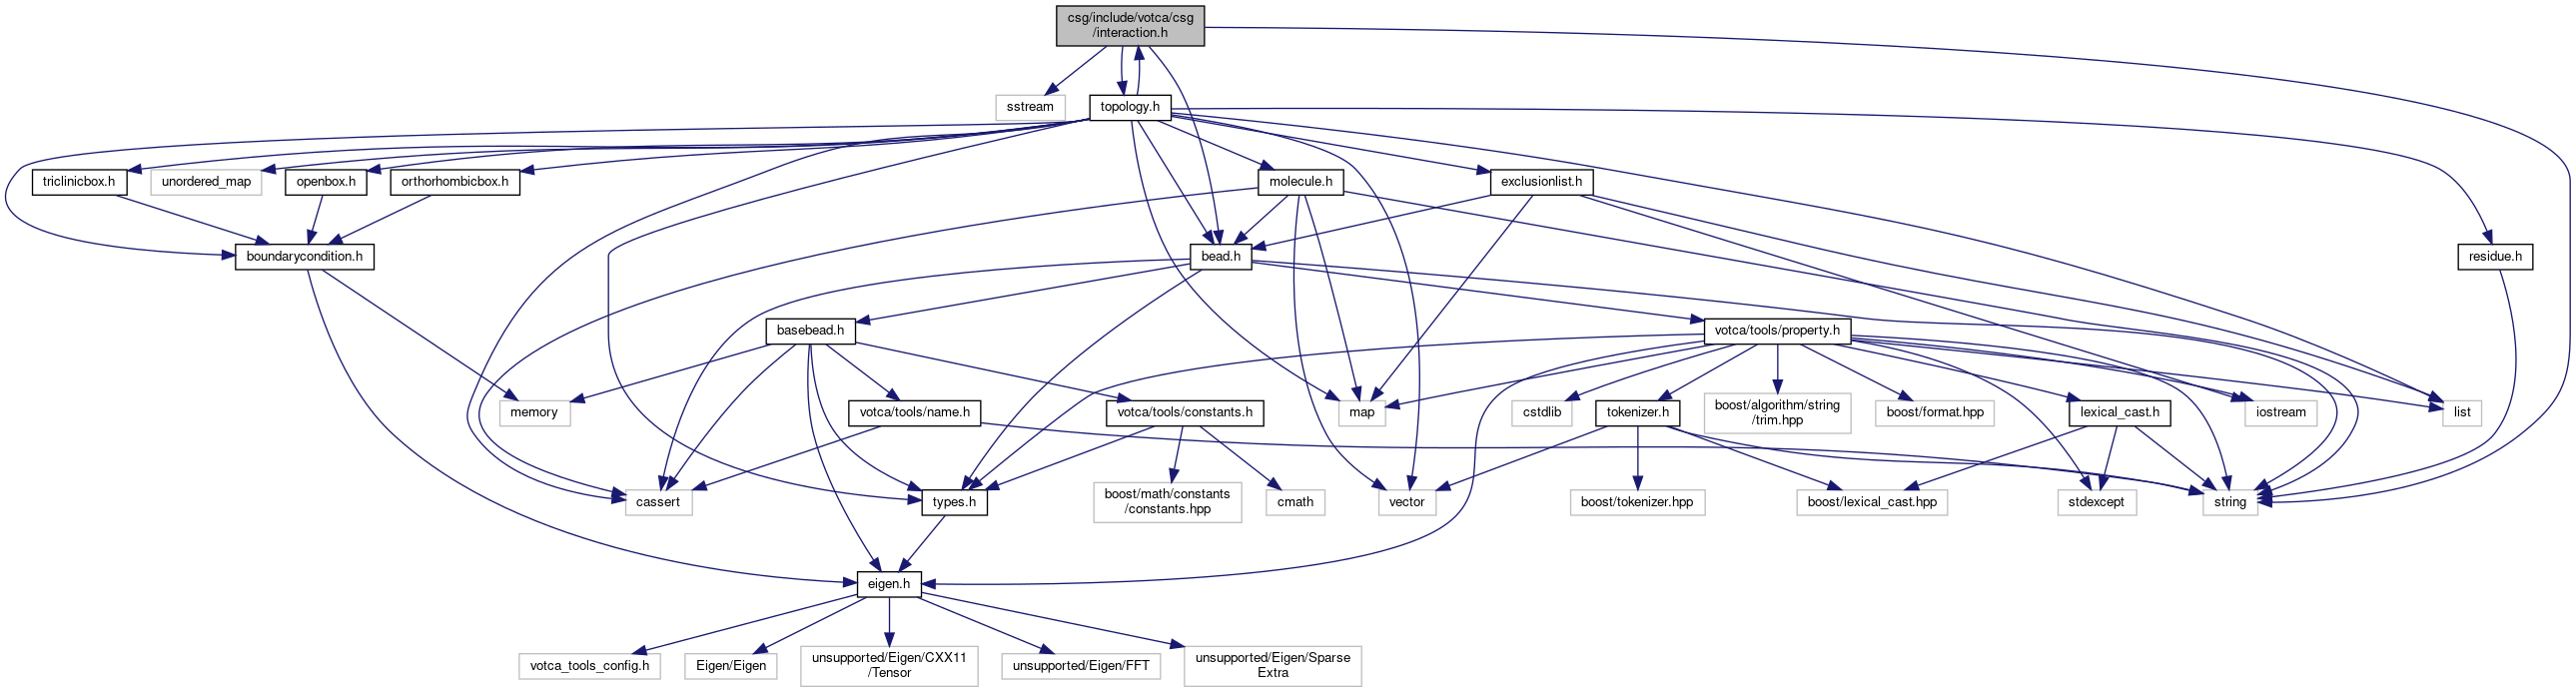 csg/include/votca/csg
/interaction.h
sstream
topology.h
triclinicbox.h
unordered_map
openbox.h
orthorhombicbox.h
molecule.h
exclusionlist.h
boundarycondition.h
bead.h
residue.h
basebead.h
votca/tools/property.h
memory
votca/tools/name.h
votca/tools/constants.h
map
cstdlib
tokenizer.h
boost/algorithm/string
/trim.hpp
boost/format.hpp
lexical_cast.h
iostream
list
cassert
types.h
boost/math/constants
/constants.hpp
cmath
vector
boost/tokenizer.hpp
boost/lexical_cast.hpp
stdexcept
string
eigen.h
votca_tools_config.h
Eigen/Eigen
unsupported/Eigen/CXX11
/Tensor
unsupported/Eigen/FFT
unsupported/Eigen/Sparse
Extra